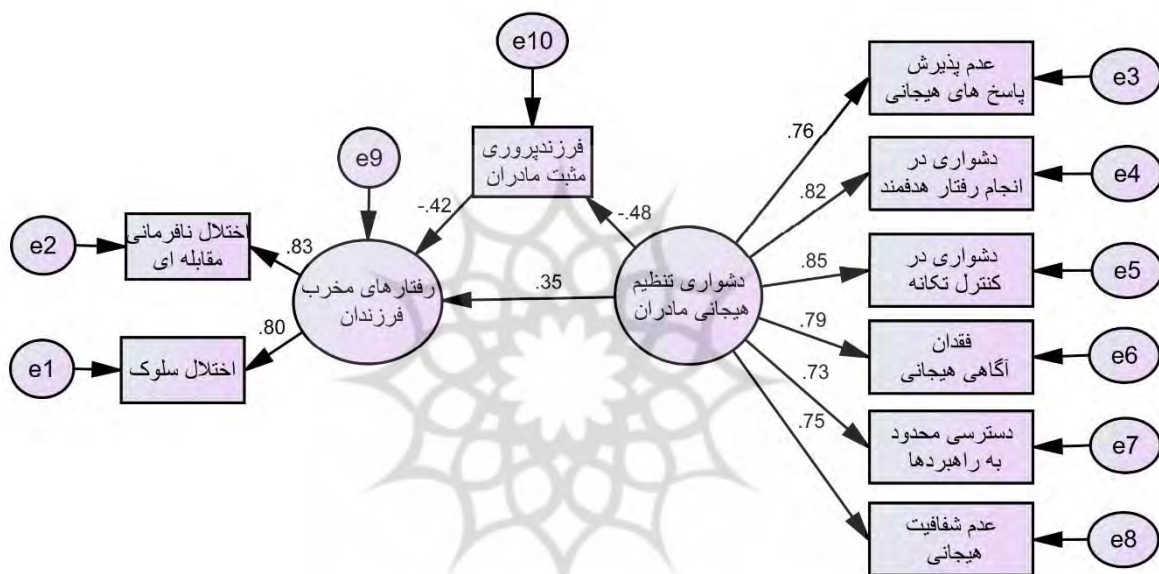 e10
عدم پذیرش
پاسخ های هیجانی
e3
.76
فرزندپروری
مثبت مادران
e9
دشواری در
انجام رفتار هدفمند
e4
.82
-.42
-.48
اختلال نافرمانی
مقابله ای
e2
.83
رفتارهای مخرب
فرزندان
.35
دشواری تنظیم
هیجانی مادران
.85
دشواری در
کنترل تکانه
e5
.80
اختلال سلوک
e1
.79
فقدان
آگاهی هیجانی
e6
.73
دسترسی محدود
به راهبردها
e7
.75
عدم شفافیت
هیجانی
e8